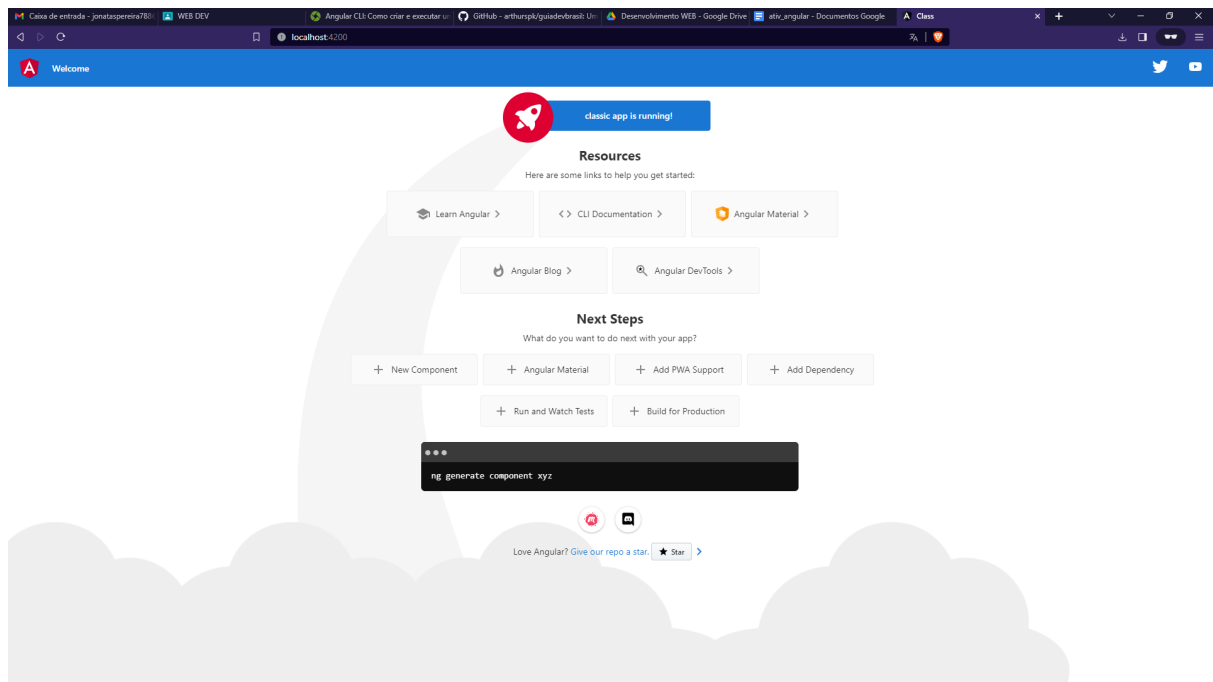 Caixa de entrada - jonataspereira788
WEB DEV
Angular CLI: Como criar e executar un
GitHub - arthurspk/guiadevbrasil: Um
Desenvolvimento WEB - Google Drive
ativ_angular - Documentos Google
Class
localhost:4200
Welcome
classic app is running!
Resources
Here are some links to help you get started:
Learn Angular
CLI Documentation
Angular Material
Angular Blog
Angular DevTools
Next Steps
What do you want to do next with your app?
New Component
Angular Material
Add PWA Support
Add Dependency
Run and Watch Tests
Build for Production
ng generate component xyz
Love Angular? Give our repo a star. Star